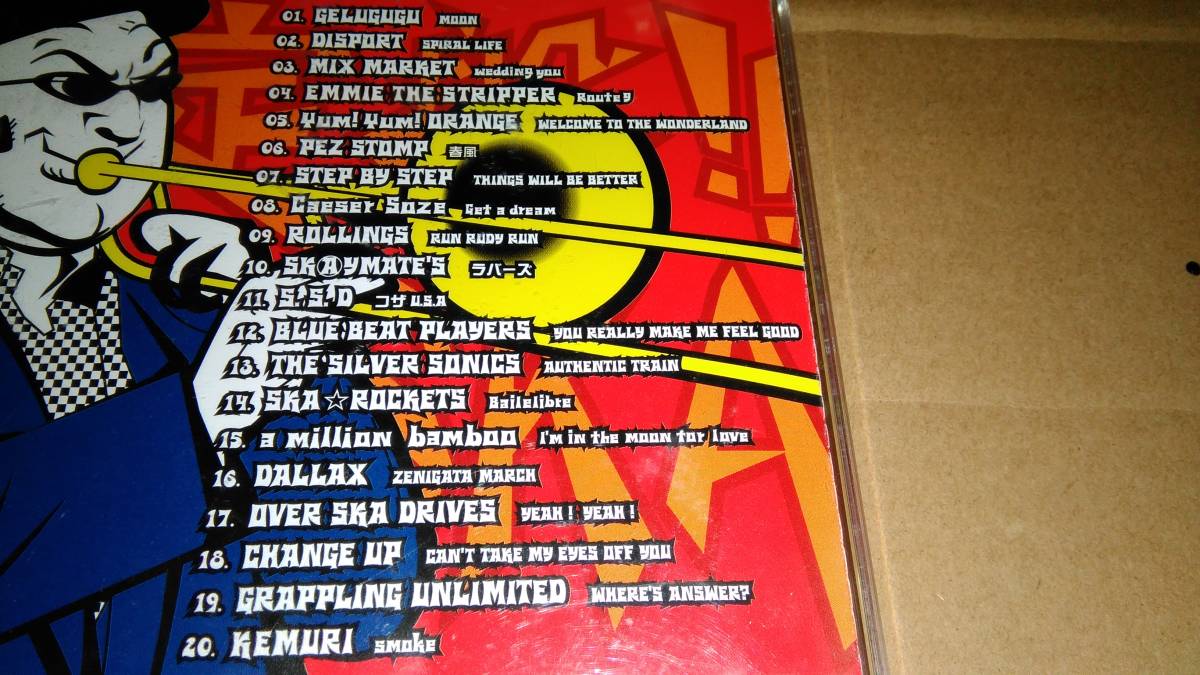 01. GELUGUGU MOON
02. DISPORT SPIRAL LIFE
03. MIX MARKET wedding you
04. EMMIE THE STRIPPER Route 9
05. Yum! Yum! ORANGE WELCOME TO THE WONDERLAND
06. PEZ STOMP 春風
07. STEP BY STEP THINGS WILL BE BETTER
08. Caeser Soze Get a dream
09. ROLLINGS RUN RUDY RUN
10. SKⒶYMATE'S ラバーズ
11. S.S.D コザ U.S.A
12. BLUE BEAT PLAYERS YOU REALLY MAKE ME FEEL GOOD
13. THE SILVER SONICS AUTHENTIC TRAIN
14. SKA☆ROCKETS Bailelibre
15. a million bamboo I'm in the moon for love
16. DALLAX ZENIGATA MARCH
17. OVER SKA DRIVES YEAH! YEAH!
18. CHANGE UP CAN'T TAKE MY EYES OFF YOU
19. GRAPPLING UNLIMITED WHERE'S ANSWER?
20. KEMURI smoke